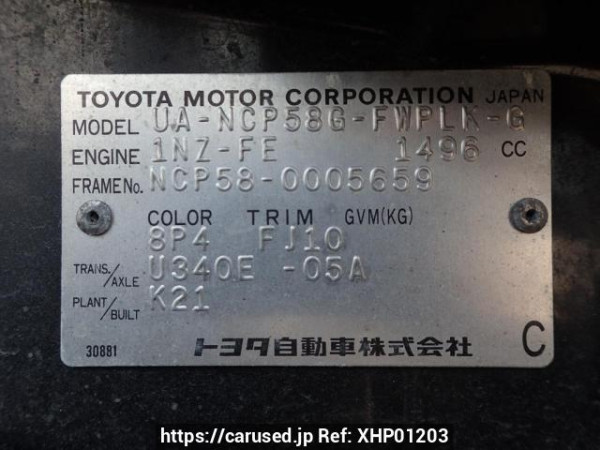 TOYOTA MOTOR CORPORATION JAPAN
MODEL UA-NCP58G-FWPLK-G
ENGINE 1NZ-FE 1496 CC
FRAME No. NCP58-0005659
COLOR TRIM GVM(KG)
8P4 FJ10
TRANS./AXLE U340E -05A
PLANT/BUILT K21
30881 トヨタ自動車株式会社 C
https://carused.jp Ref: XHP01203